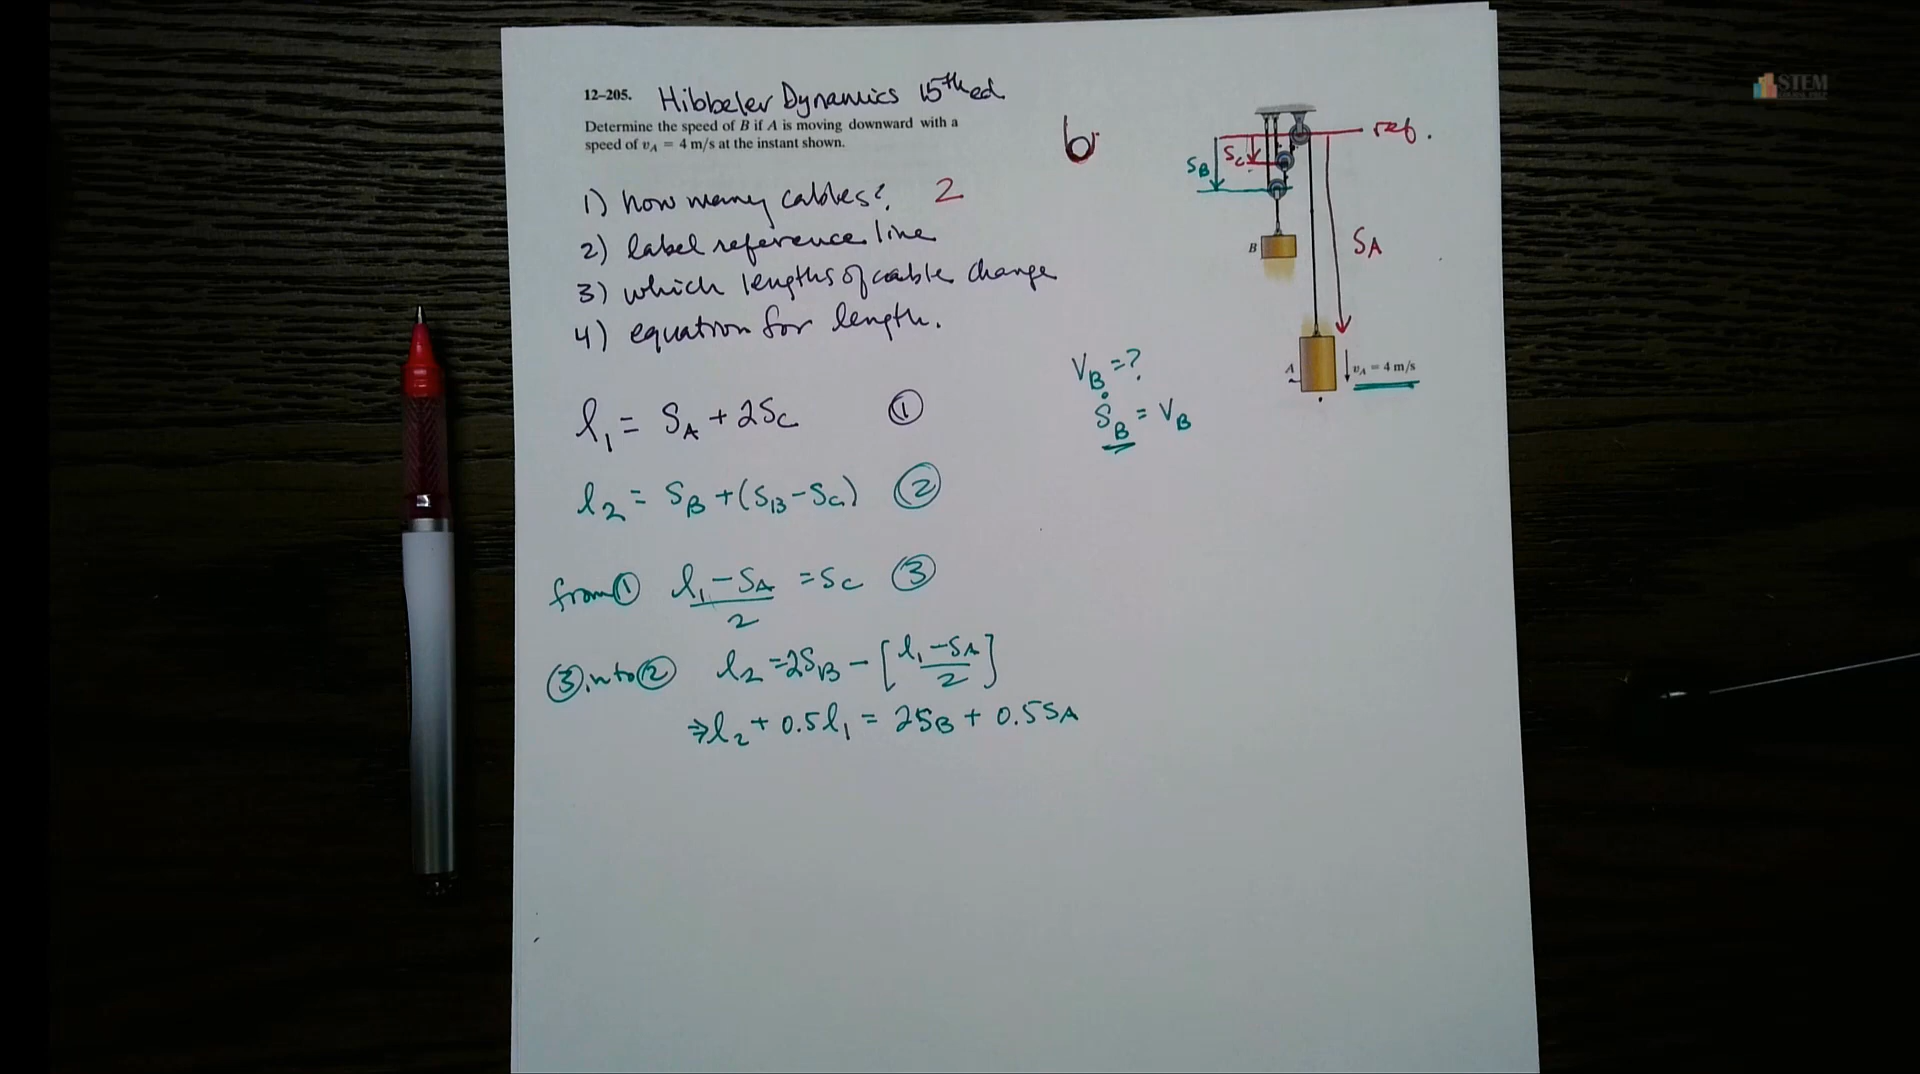 12–205. Hibbeler Dynamics 15th ed
Determine the speed of B if A is moving downward with a
speed of vA = 4 m/s at the instant shown.
1) how many cables? 2
2) label reference line
3) which lengths of cable change
4) equation for length.
l1 = SA + 2SC ①
l2 = SB + (SB - SC) ②
from ① l1 - SA / 2 = SC ③
③ into ② l2 = 2SB - [l1 - SA / 2]
⇒ l2 + 0.5l1 = 2SB + 0.5SA
6
ref.
SB
SC
SA
B
A
vA = 4 m/s
VB = ?
ṠB = VB
STEM